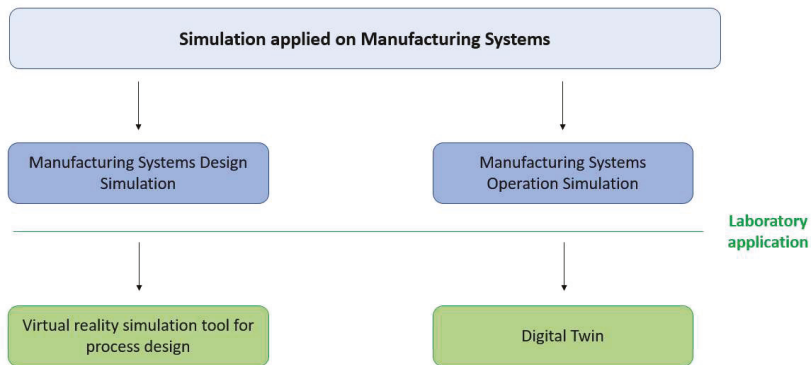 Simulation applied on Manufacturing Systems
Manufacturing Systems Design
Simulation
Manufacturing Systems
Operation Simulation
Laboratory
application
Virtual reality simulation tool for
process design
Digital Twin